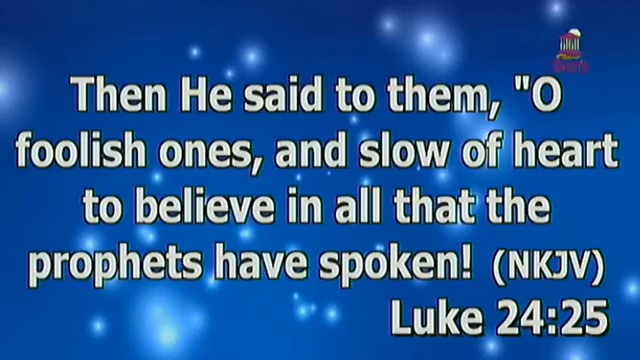 Then He said to them, "O
foolish ones, and slow of heart
to believe in all that the
prophets have spoken! (NKJV)
Luke 24:25